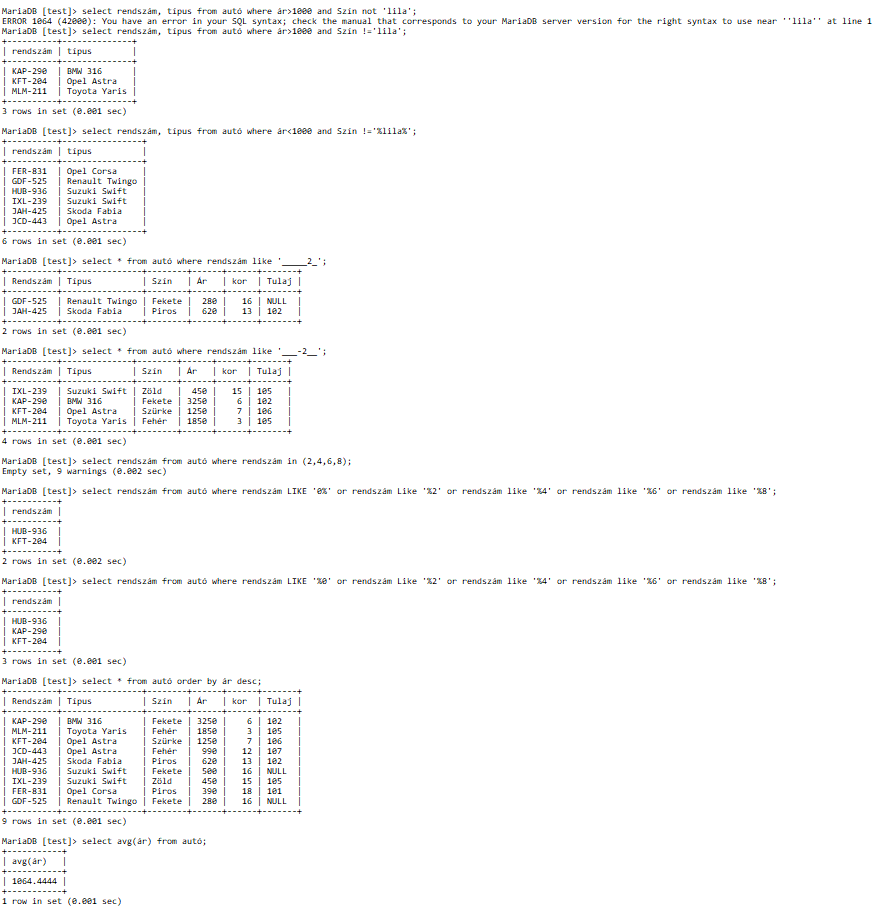 MariaDB [test]> select rendszám, típus from autó where ár>1000 and Szín not 'lila';
ERROR 1064 (42000): You have an error in your SQL syntax; check the manual that corresponds to your MariaDB server version for the right syntax to use near ''lila'' at line 1
MariaDB [test]> select rendszám, típus from autó where ár>1000 and Szín !='lila';
+----------+--------------+
| rendszám | típus        |
+----------+--------------+
| KAP-290  | BMW 316      |
| KFT-204  | Opel Astra   |
| MLM-211  | Toyota Yaris |
+----------+--------------+
3 rows in set (0.001 sec)
MariaDB [test]> select rendszám, típus from autó where ár<1000 and Szín !='%lila%';
+----------+----------------+
| rendszám | típus          |
+----------+----------------+
| FER-831  | Opel Corsa     |
| GDF-525  | Renault Twingo |
| HUB-936  | Suzuki Swift   |
| IXL-239  | Suzuki Swift   |
| JAH-425  | Skoda Fabia    |
| JCD-443  | Opel Astra     |
+----------+----------------+
6 rows in set (0.001 sec)
MariaDB [test]> select * from autó where rendszám like '_____2_';
+----------+----------------+--------+------+------+-------+
| Rendszám | Típus          | Szín   | Ár   | kor  | Tulaj |
+----------+----------------+--------+------+------+-------+
| GDF-525  | Renault Twingo | Fekete |  280 |   16 | NULL  |
| JAH-425  | Skoda Fabia    | Piros  |  620 |   13 | 102   |
+----------+----------------+--------+------+------+-------+
2 rows in set (0.001 sec)
MariaDB [test]> select * from autó where rendszám like '___-2__';
+----------+--------------+--------+------+------+-------+
| Rendszám | Típus        | Szín   | Ár   | kor  | Tulaj |
+----------+--------------+--------+------+------+-------+
| IXL-239  | Suzuki Swift | Zöld   |  450 |   15 | 105   |
| KAP-290  | BMW 316      | Fekete | 3250 |    6 | 102   |
| KFT-204  | Opel Astra   | Szürke | 1250 |    7 | 106   |
| MLM-211  | Toyota Yaris | Fehér  | 1850 |    3 | 105   |
+----------+--------------+--------+------+------+-------+
4 rows in set (0.001 sec)
MariaDB [test]> select rendszám from autó where rendszám in (2,4,6,8);
Empty set, 9 warnings (0.002 sec)
MariaDB [test]> select rendszám from autó where rendszám LIKE '0%' or rendszám Like '%2' or rendszám like '%4' or rendszám like '%6' or rendszám like '%8';
+----------+
| rendszám |
+----------+
| HUB-936  |
| KFT-204  |
+----------+
2 rows in set (0.002 sec)
MariaDB [test]> select rendszám from autó where rendszám LIKE '%0' or rendszám Like '%2' or rendszám like '%4' or rendszám like '%6' or rendszám like '%8';
+----------+
| rendszám |
+----------+
| HUB-936  |
| KAP-290  |
| KFT-204  |
+----------+
3 rows in set (0.001 sec)
MariaDB [test]> select * from autó order by ár desc;
+----------+----------------+--------+------+------+-------+
| Rendszám | Típus          | Szín   | Ár   | kor  | Tulaj |
+----------+----------------+--------+------+------+-------+
| KAP-290  | BMW 316        | Fekete | 3250 |    6 | 102   |
| MLM-211  | Toyota Yaris   | Fehér  | 1850 |    3 | 105   |
| KFT-204  | Opel Astra     | Szürke | 1250 |    7 | 106   |
| JCD-443  | Opel Astra     | Fehér  |  990 |   12 | 107   |
| JAH-425  | Skoda Fabia    | Piros  |  620 |   13 | 102   |
| HUB-936  | Suzuki Swift   | Fekete |  500 |   16 | NULL  |
| IXL-239  | Suzuki Swift   | Zöld   |  450 |   15 | 105   |
| FER-831  | Opel Corsa     | Piros  |  390 |   18 | 101   |
| GDF-525  | Renault Twingo | Fekete |  280 |   16 | NULL  |
+----------+----------------+--------+------+------+-------+
9 rows in set (0.001 sec)
MariaDB [test]> select avg(ár) from autó;
+-----------+
| avg(ár)   |
+-----------+
| 1064.4444 |
+-----------+
1 row in set (0.001 sec)